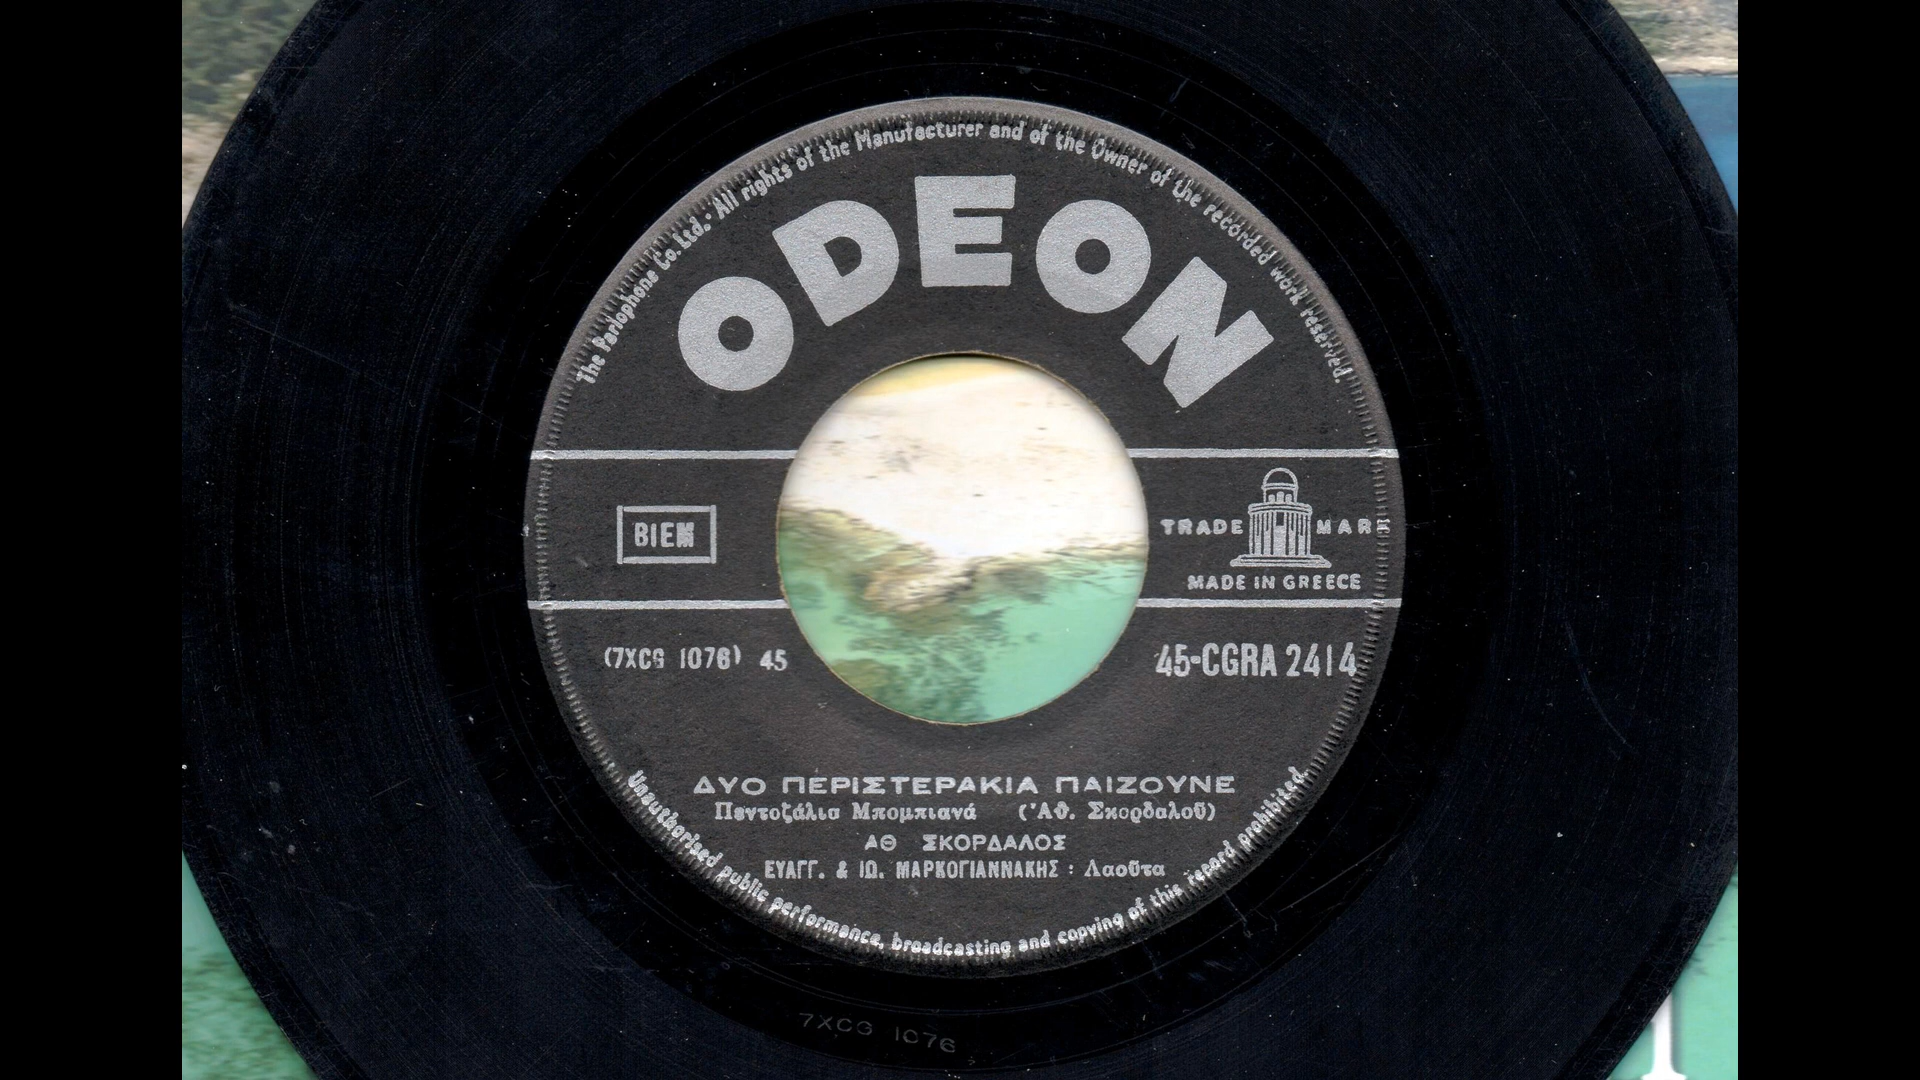 The Parlophone Co. Ltd. All rights of the Manufacturer and of the Owner of the recorded work reserved.
ODEON
BIEM
TRADE MARK
MADE IN GREECE
(7XCG 1076) 45
45-CGRA 2414
ΔΥΟ ΠΕΡΙΣΤΕΡΑΚΙΑ ΠΑΙΖΟΥΝΕ
Πεντοζάλια Μπομπιανά (Ἀθ. Σκορδαλοῦ)
ΑΘ ΣΚΟΡΔΑΛΟΣ
ΕΥΑΓΓ. & ΙΩ. ΜΑΡΚΟΓΙΑΝΝΑΚΗΣ : Λαοῦτα
Unauthorised public performance, broadcasting and copying of this record prohibited.
7XCG 1076